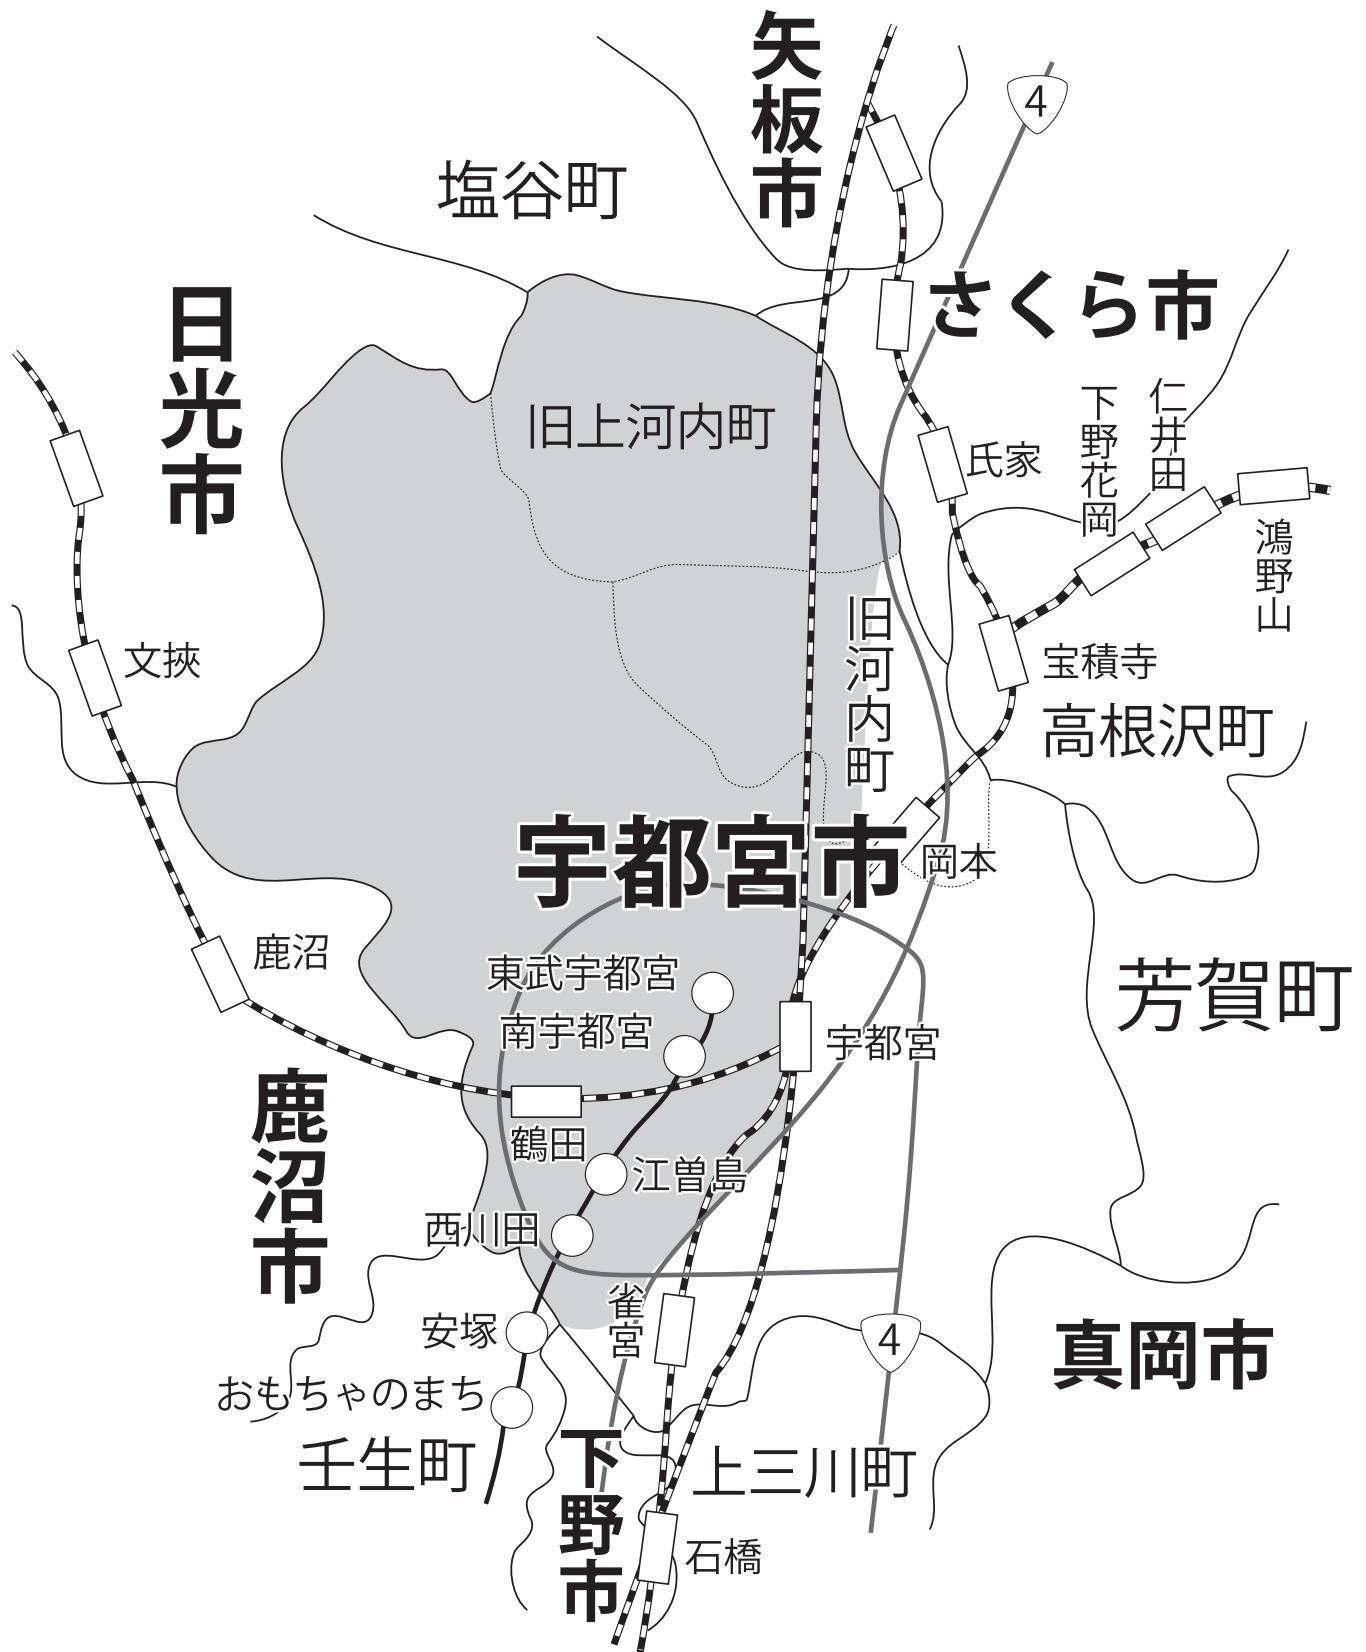 矢板市
4
塩谷町
さくら市
日光市
旧上河内町
下野花岡
仁井田
氏家
鴻野山
旧河内町
文挾
宝積寺
高根沢町
宇都宮市
岡本
鹿沼
東武宇都宮
芳賀町
南宇都宮
宇都宮
鹿沼市
鶴田
江曽島
西川田
雀宮
安塚
4
真岡市
おもちゃのまち
壬生町
下野市
上三川町
石橋